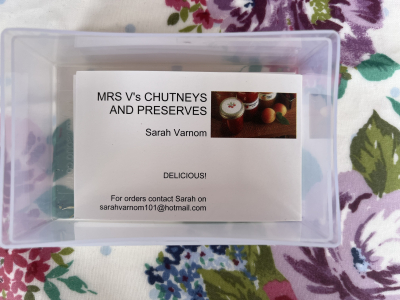 MRS V's CHUTNEYS
AND PRESERVES
Sarah Varnom
DELICIOUS!
For orders contact Sarah on
sarahvarnom101@hotmail.com